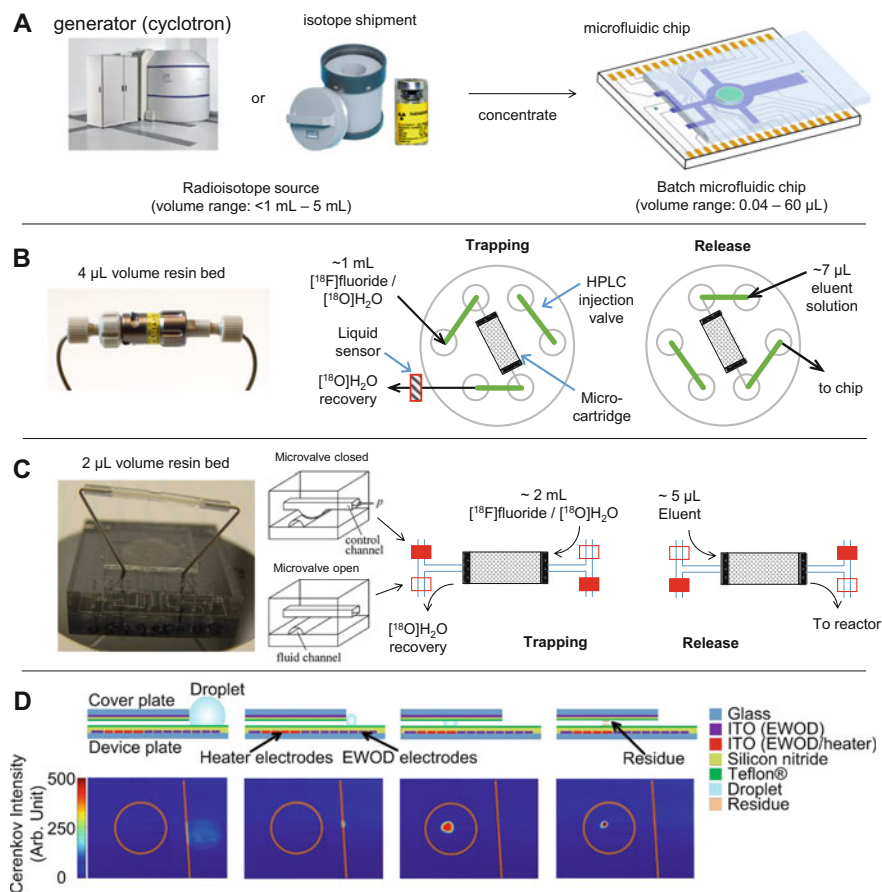 A
generator (cyclotron)
isotope shipment
microfluidic chip
or
concentrate
Radioisotope source
(volume range: <1 mL – 5 mL)
Batch microfluidic chip
(volume range: 0.04 – 60 µL)
B
4 µL volume resin bed
~1 mL
[¹⁸F]fluoride /
[¹⁸O]H₂O
Trapping
Release
HPLC
injection
valve
~7 µL
eluent
solution
Liquid
sensor
[¹⁸O]H₂O
recovery
Micro-
cartridge
to chip
C
2 µL volume resin bed
Microvalve closed
p
control
channel
Microvalve open
fluid channel
~ 2 mL
[¹⁸F]fluoride / [¹⁸O]H₂O
~ 5 µL
Eluent
[¹⁸O]H₂O
recovery
Trapping
Release
To reactor
D
Cover plate
Droplet
Device plate
Heater electrodes
EWOD electrodes
Residue
Glass
ITO (EWOD)
ITO (EWOD/heater)
Silicon nitride
Teflon®
Droplet
Residue
Cerenkov Intensity
(Arb. Unit)
500
250
0